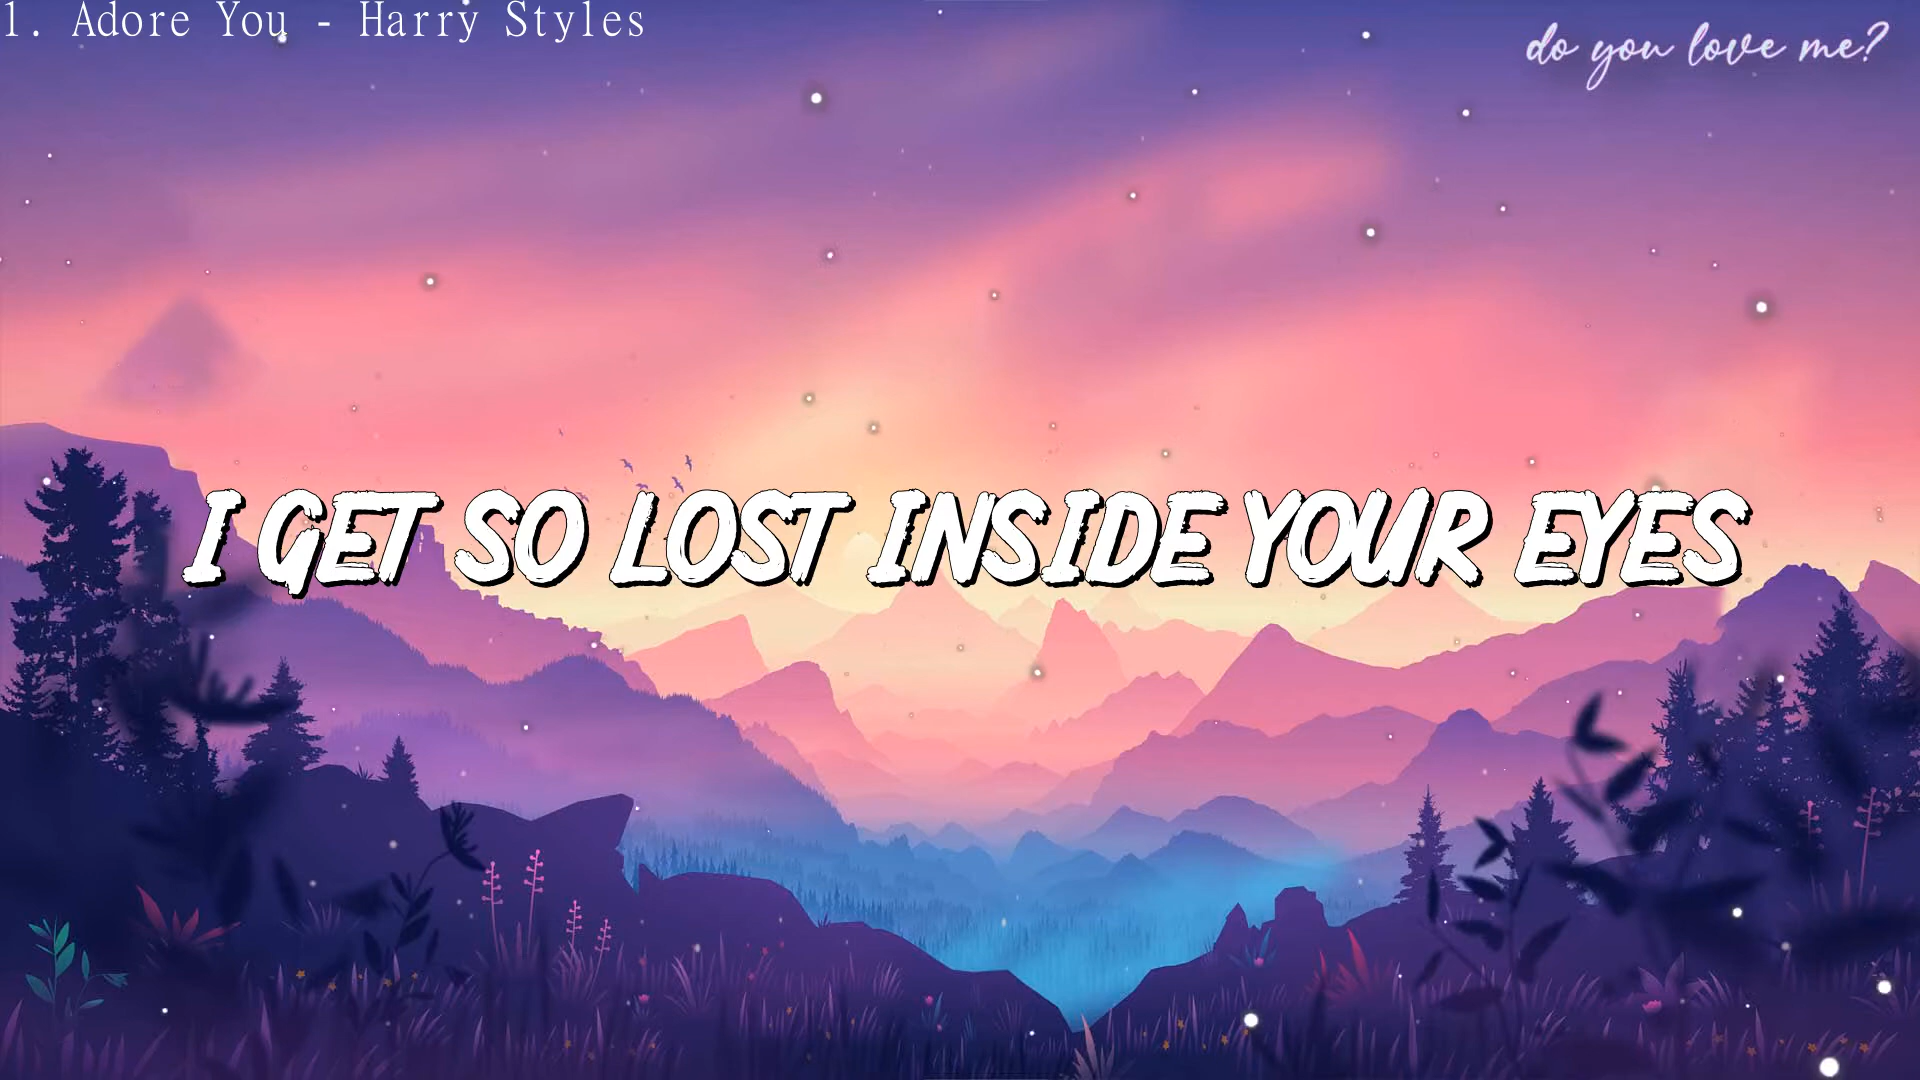 1. Adore You - Harry Styles
do you love me?
I GET SO LOST INSIDE YOUR EYES